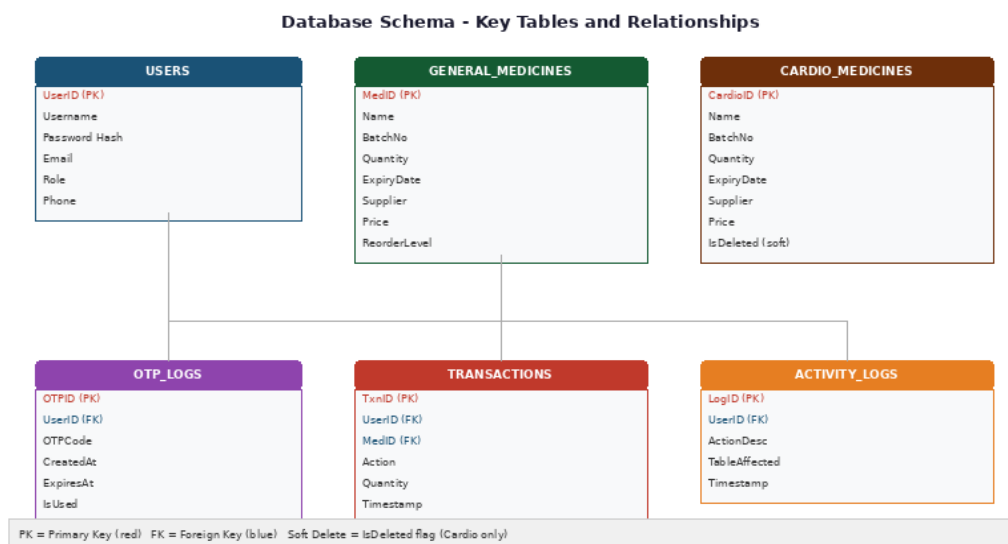 Database Schema - Key Tables and Relationships
USERS
UserID (PK)
Username
Password Hash
Email
Role
Phone
GENERAL_MEDICINES
MedID (PK)
Name
BatchNo
Quantity
ExpiryDate
Supplier
Price
ReorderLevel
CARDIO_MEDICINES
CardioID (PK)
Name
BatchNo
Quantity
ExpiryDate
Supplier
Price
IsDeleted (soft)
OTP_LOGS
OTPID (PK)
UserID (FK)
OTPCode
CreatedAt
ExpiresAt
IsUsed
TRANSACTIONS
TxnID (PK)
UserID (FK)
MedID (FK)
Action
Quantity
Timestamp
ACTIVITY_LOGS
LogID (PK)
UserID (FK)
ActionDesc
TableAffected
Timestamp
PK = Primary Key (red)   FK = Foreign Key (blue)   Soft Delete = IsDeleted flag (Cardio only)